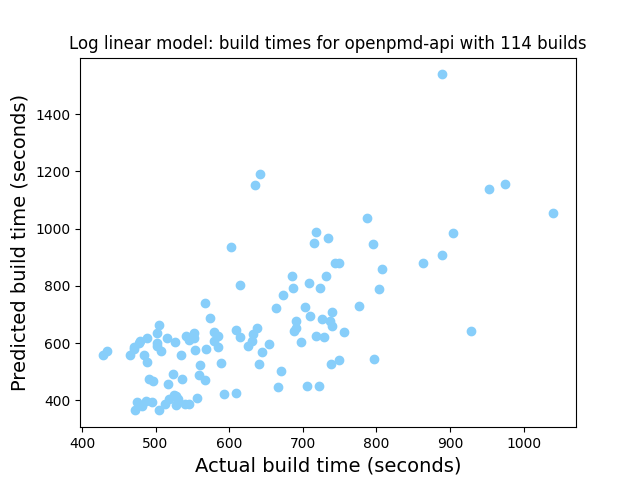 Log linear model: build times for openpmd-api with 114 builds
Predicted build time (seconds)
1400
1200
1000
800
600
400
400 500 600 700 800 900 1000
Actual build time (seconds)